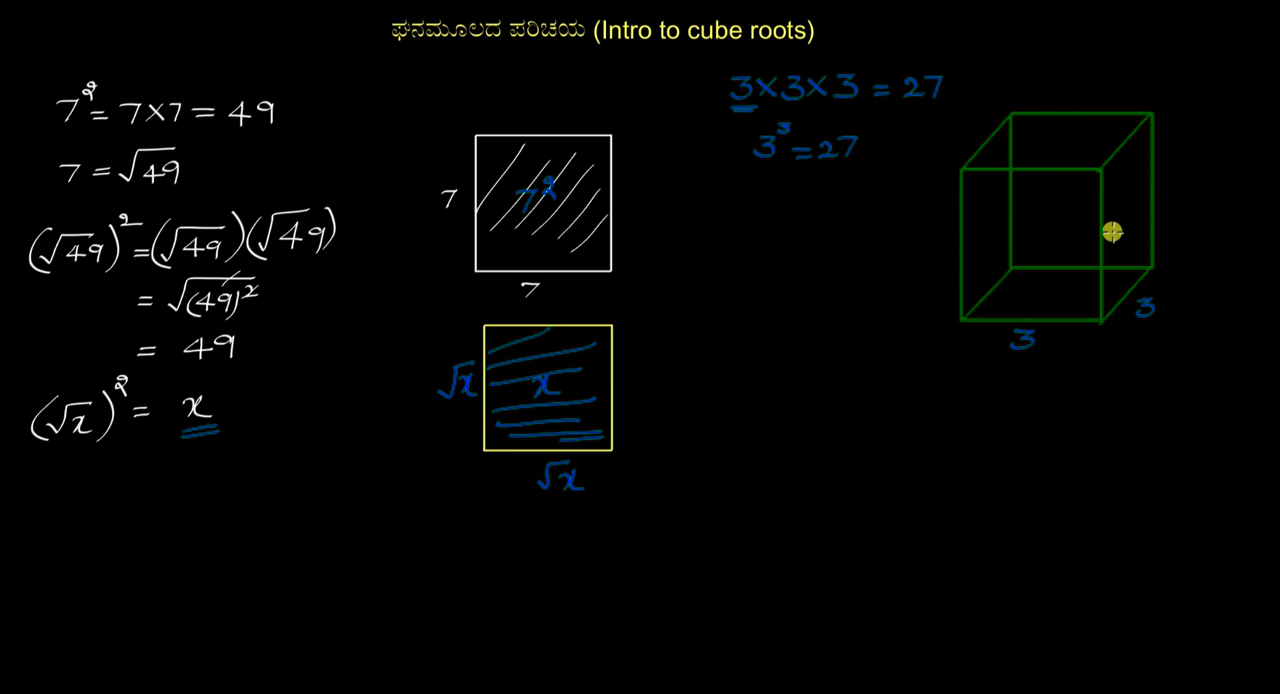 ಘನಮೂಲದ ಪರಿಚಯ (Intro to cube roots)
7² = 7×7 = 49
7 = √49
(√49)² = (√49)(√49)
= √(49)²
= 49
(√x)² = x
7
7²
7
√x
x
√x
3×3×3 = 27
3³ = 27
3
3